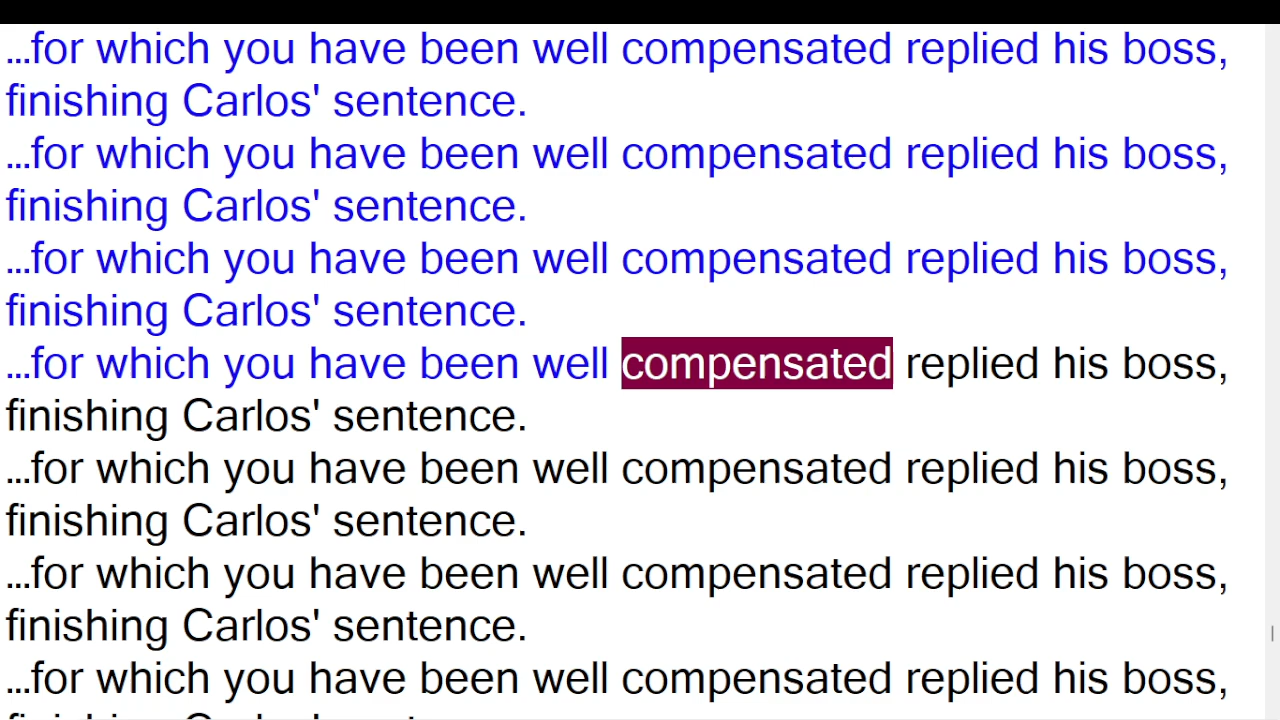 ...for which you have been well compensated replied his boss,
finishing Carlos' sentence.
...for which you have been well compensated replied his boss,
finishing Carlos' sentence.
...for which you have been well compensated replied his boss,
finishing Carlos' sentence.
...for which you have been well compensated replied his boss,
finishing Carlos' sentence.
...for which you have been well compensated replied his boss,
finishing Carlos' sentence.
...for which you have been well compensated replied his boss,
finishing Carlos' sentence.
...for which you have been well compensated replied his boss,